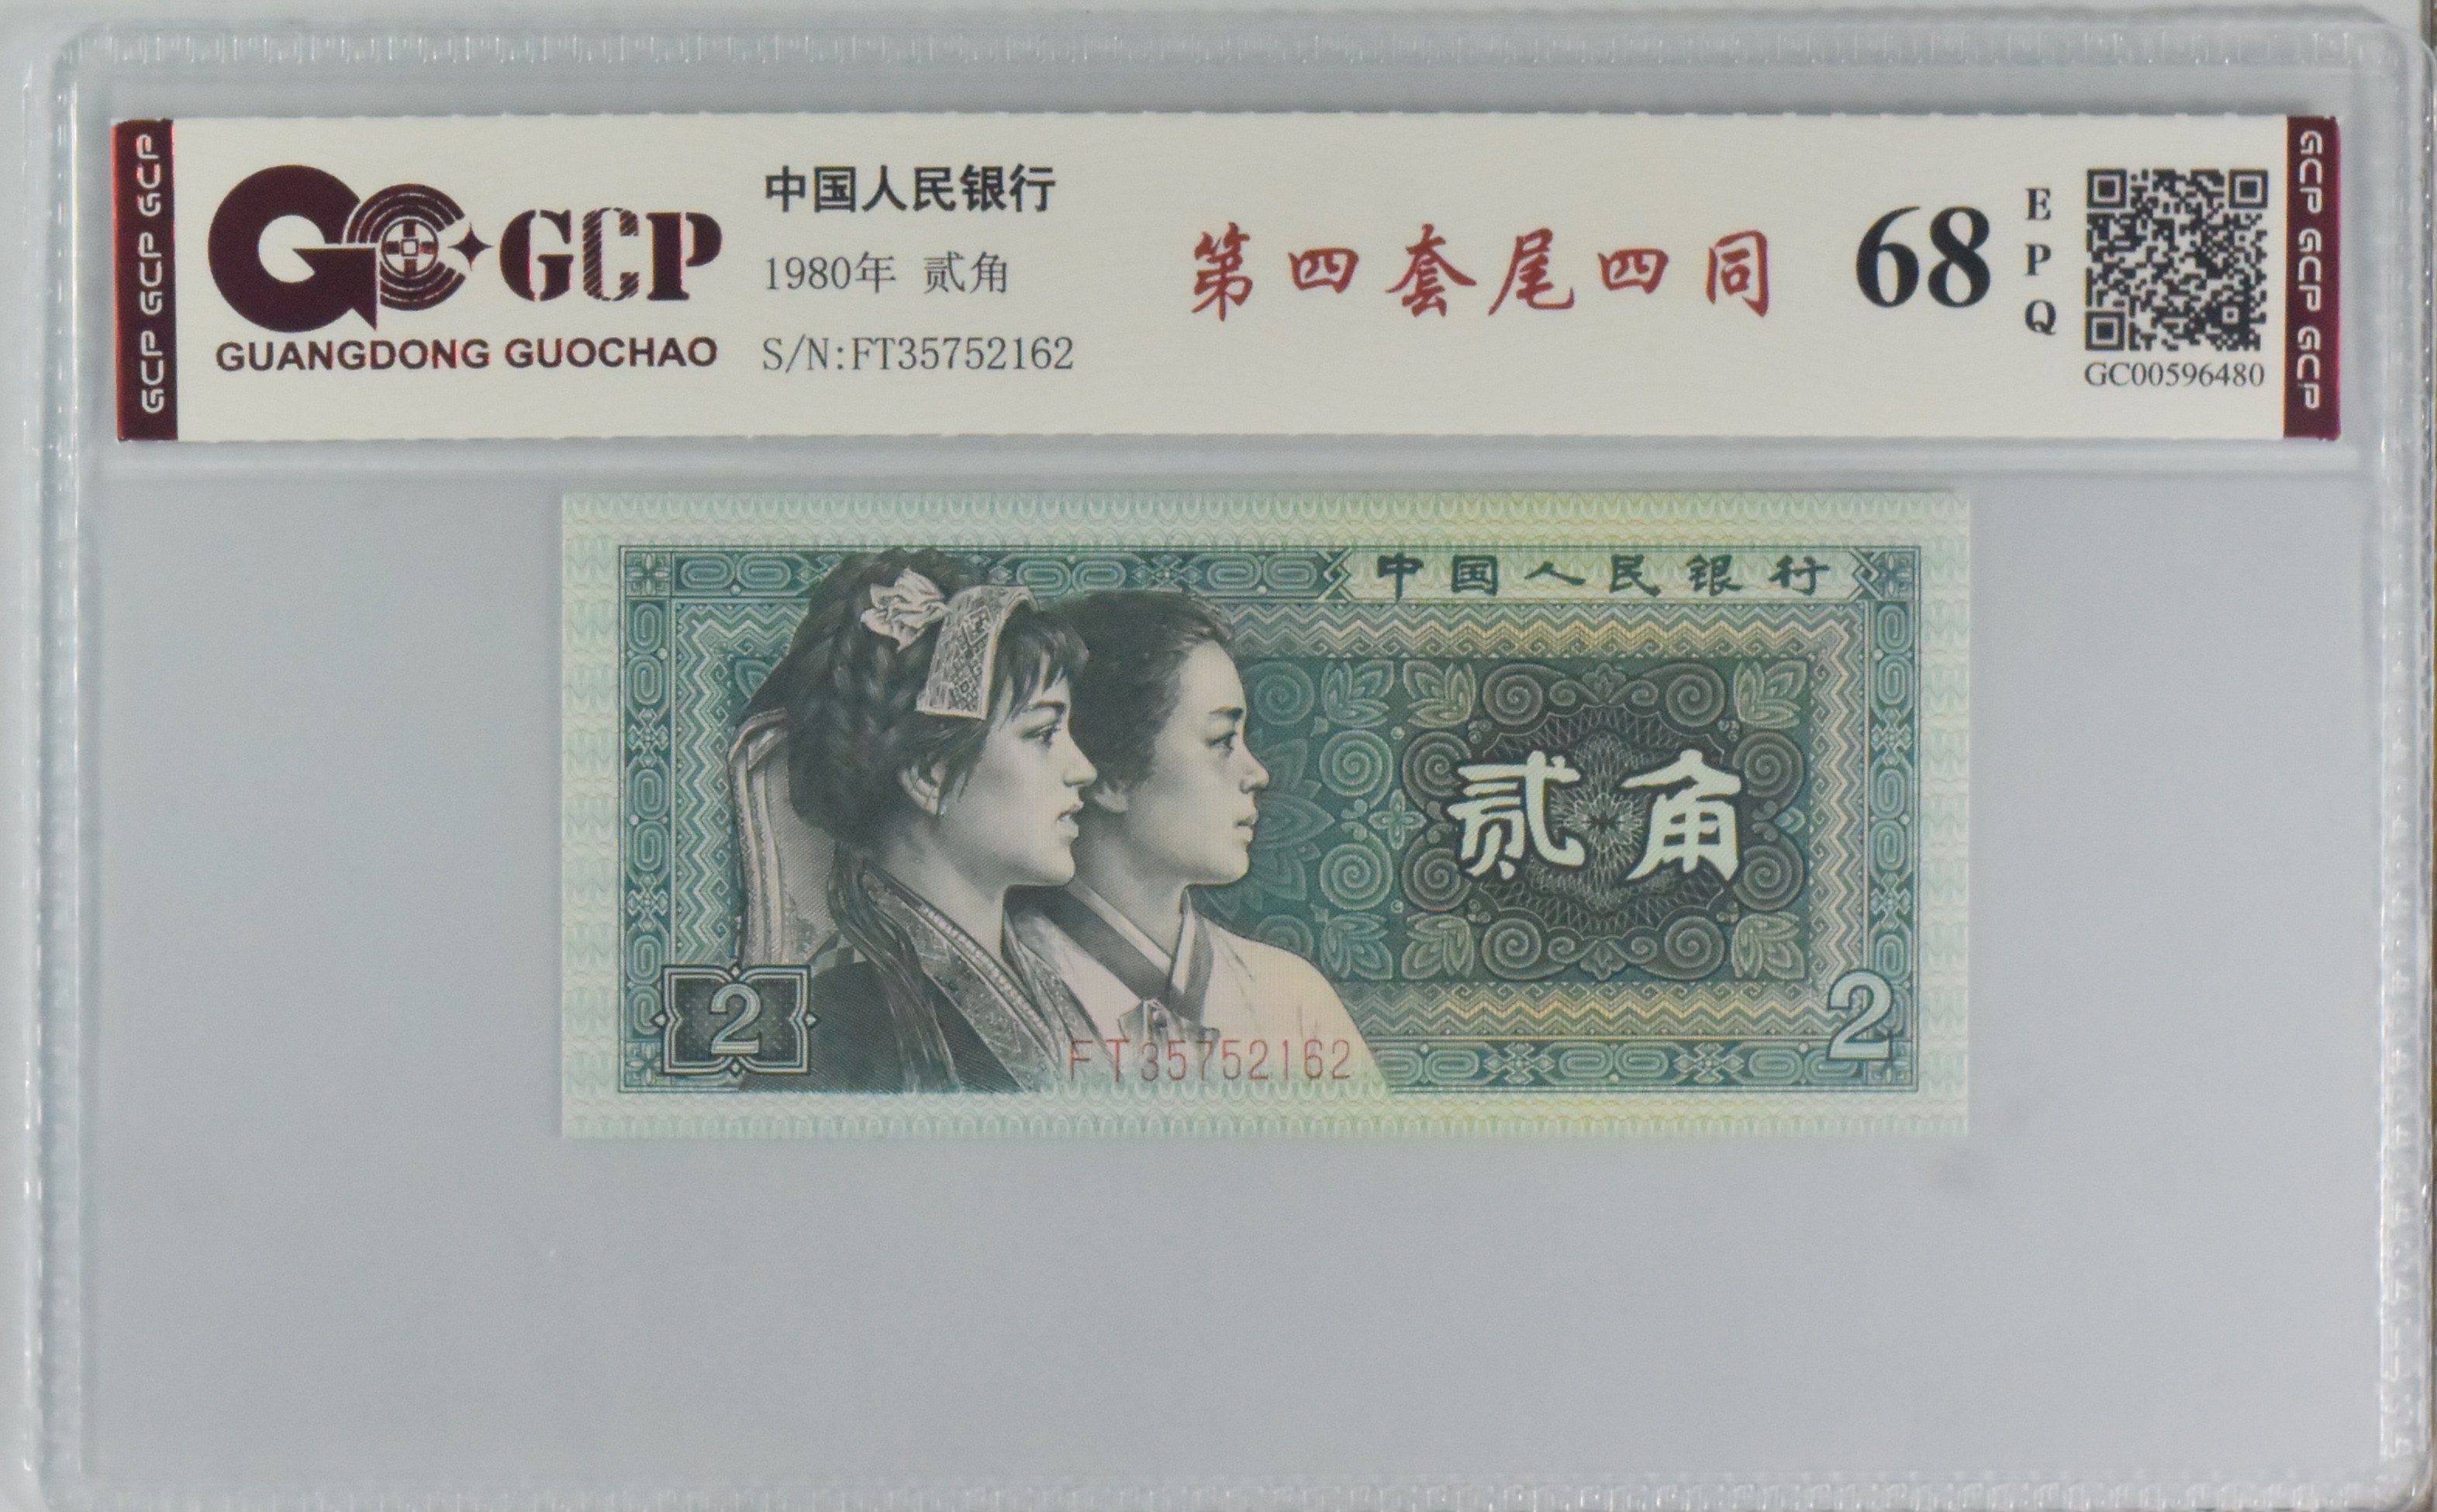 GCP GCP GCP
GCP
GUANGDONG GUOCHAO
中国人民银行
1980年 贰角
S/N:FT35752162
第四套尾四同
68
EPQ
GC00596480
GCP GCP GCP
中国人民银行
贰角
2
FT35752162
2